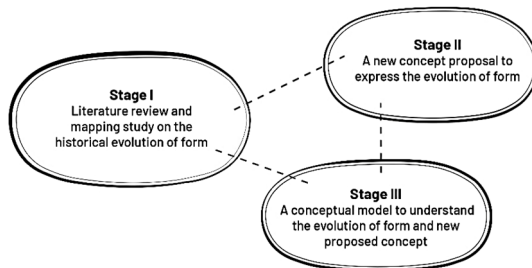 Stage I
Literature review and
mapping study on the
historical evolution of form
Stage II
A new concept proposal to
express the evolution of form
Stage III
A conceptual model to understand
the evolution of form and new
proposed concept